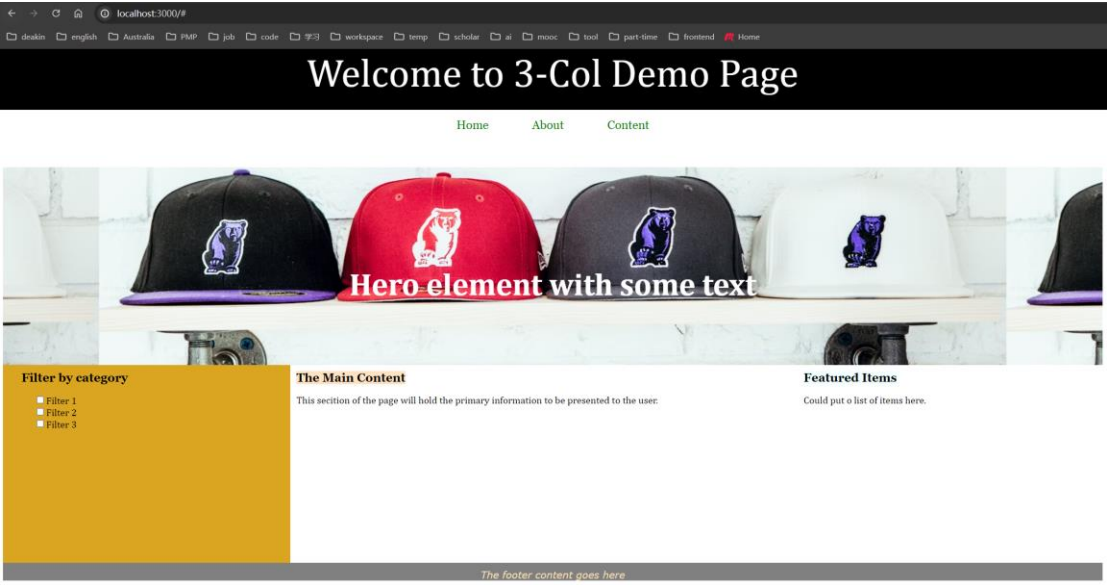 localhost:3000/#
deakin english Australia PMP job code 学习 workspace temp scholar ai mooc tool part-time frontend Home
Welcome to 3-Col Demo Page
Home About Content
Hero element with some text
Filter by category
Filter 1
Filter 2
Filter 3
The Main Content
This secition of the page will hold the primary information to be presented to the user.
Featured Items
Could put o list of items here.
The footer content goes here